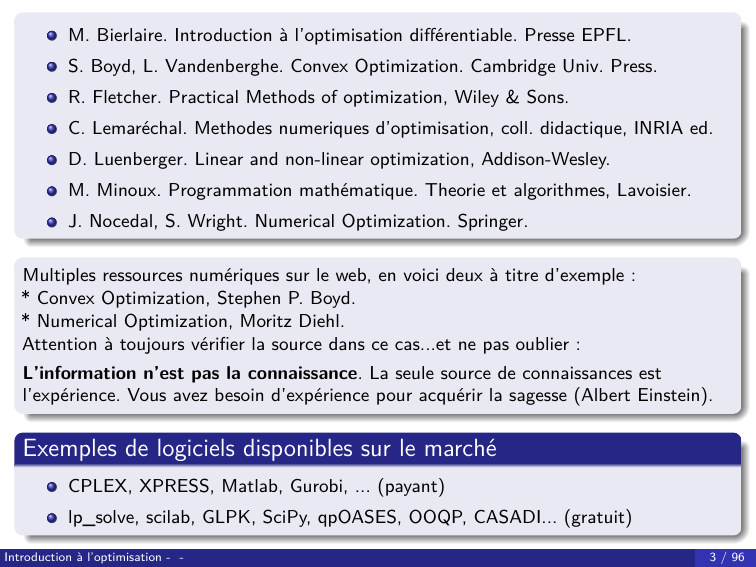 M. Bierlaire. Introduction à l'optimisation différentiable. Presse EPFL.
S. Boyd, L. Vandenberghe. Convex Optimization. Cambridge Univ. Press.
R. Fletcher. Practical Methods of optimization, Wiley & Sons.
C. Lemaréchal. Methodes numeriques d'optimisation, coll. didactique, INRIA ed.
D. Luenberger. Linear and non-linear optimization, Addison-Wesley.
M. Minoux. Programmation mathématique. Theorie et algorithmes, Lavoisier.
J. Nocedal, S. Wright. Numerical Optimization. Springer.
Multiples ressources numériques sur le web, en voici deux à titre d'exemple :
* Convex Optimization, Stephen P. Boyd.
* Numerical Optimization, Moritz Diehl.
Attention à toujours vérifier la source dans ce cas...et ne pas oublier :
L'information n'est pas la connaissance. La seule source de connaissances est
l'expérience. Vous avez besoin d'expérience pour acquérir la sagesse (Albert Einstein).
Exemples de logiciels disponibles sur le marché
CPLEX, XPRESS, Matlab, Gurobi, ... (payant)
lp_solve, scilab, GLPK, SciPy, qpOASES, OOQP, CASADI... (gratuit)
Introduction à l'optimisation - -
3 / 96